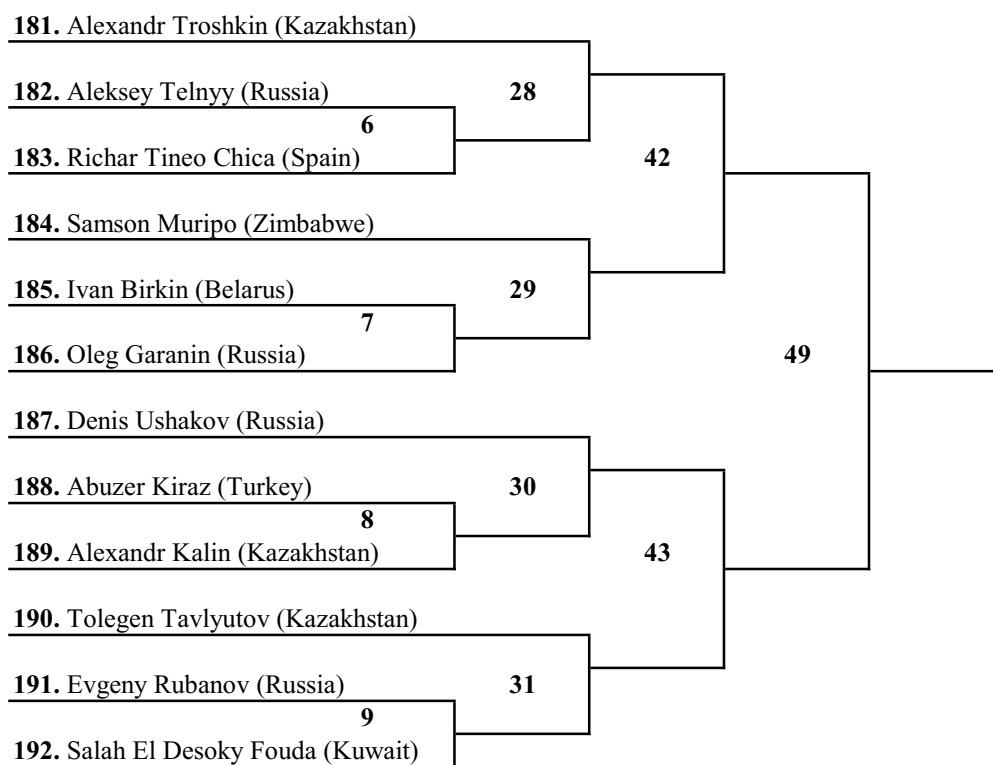 181. Alexandr Troshkin (Kazakhstan)
182. Aleksey Telnyy (Russia)
28
6
183. Richar Tineo Chica (Spain)
42
184. Samson Muripo (Zimbabwe)
185. Ivan Birkin (Belarus)
29
7
186. Oleg Garanin (Russia)
49
187. Denis Ushakov (Russia)
188. Abuzer Kiraz (Turkey)
30
8
189. Alexandr Kalin (Kazakhstan)
43
190. Tolegen Tavlyutov (Kazakhstan)
191. Evgeny Rubanov (Russia)
31
9
192. Salah El Desoky Fouda (Kuwait)